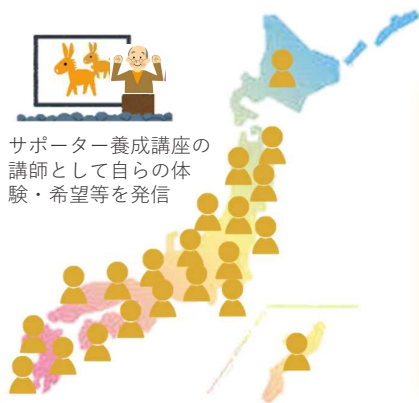 サポーター養成講座の
講師として自らの体
験・希望等を発信